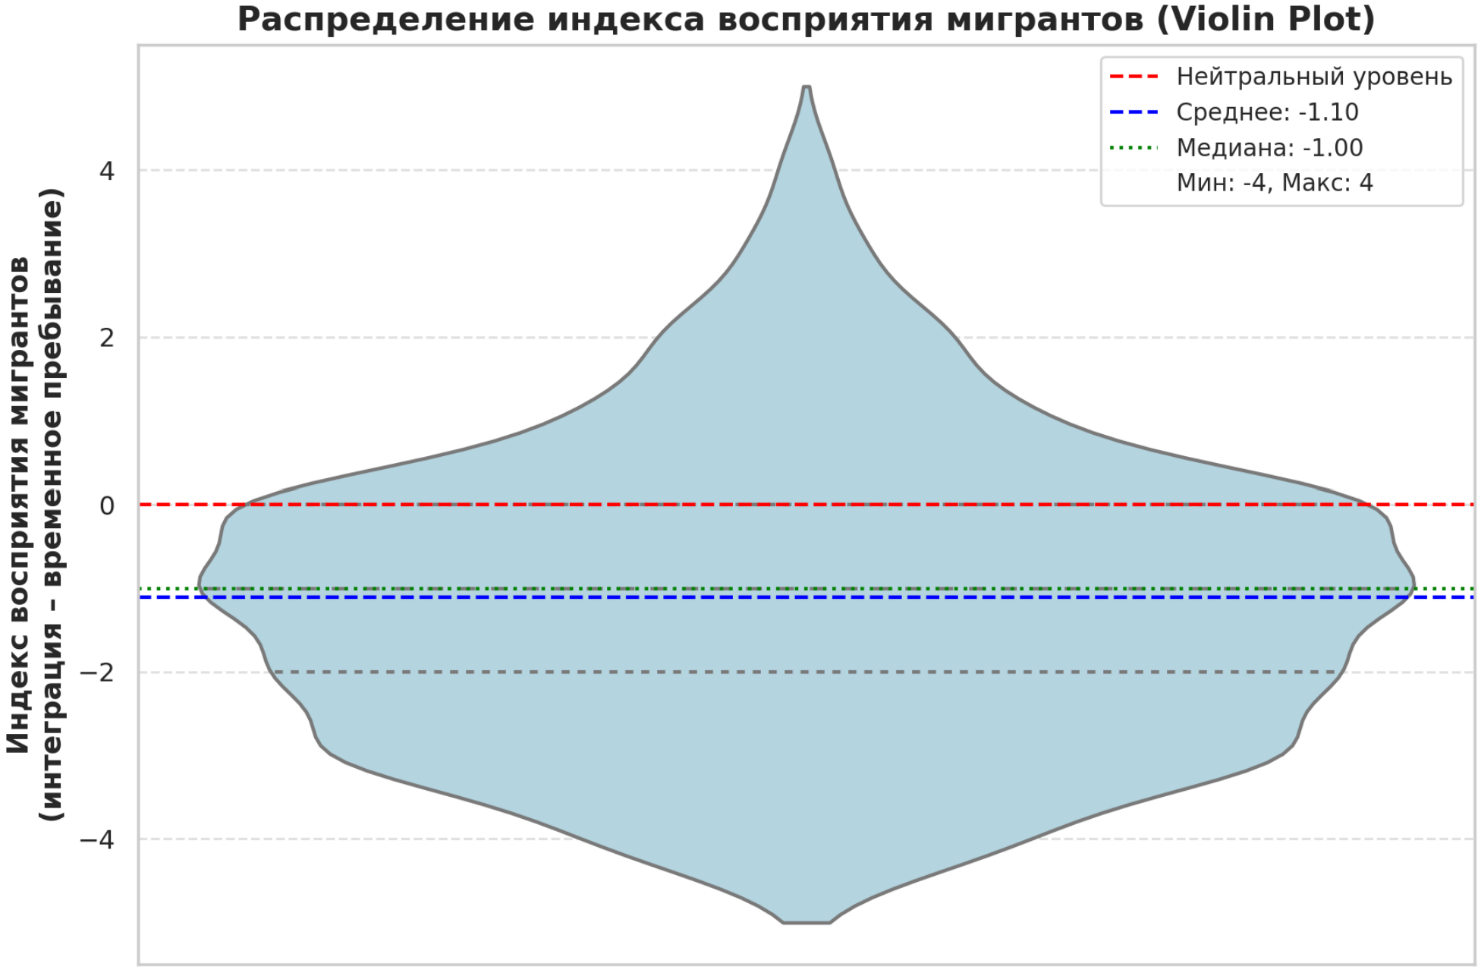 Распределение индекса восприятия мигрантов (Violin Plot)
Нейтральный уровень
Среднее: -1.10
Медиана: -1.00
Мин: -4, Макс: 4
Индекс восприятия мигрантов
(интеграция – временное пребывание)
4
2
0
−2
−4